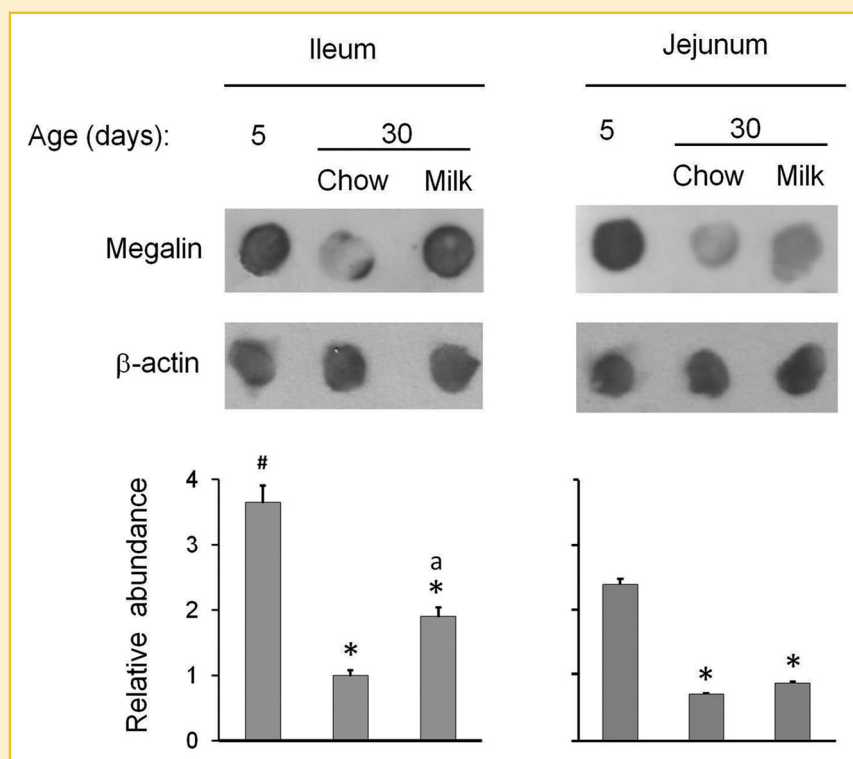 Ileum Jejunum
Age (days): 5 30 5 30
Chow Milk Chow Milk
Megalin
β-actin
Relative abundance
4
3
2
1
0
#
*
a
*
*
*